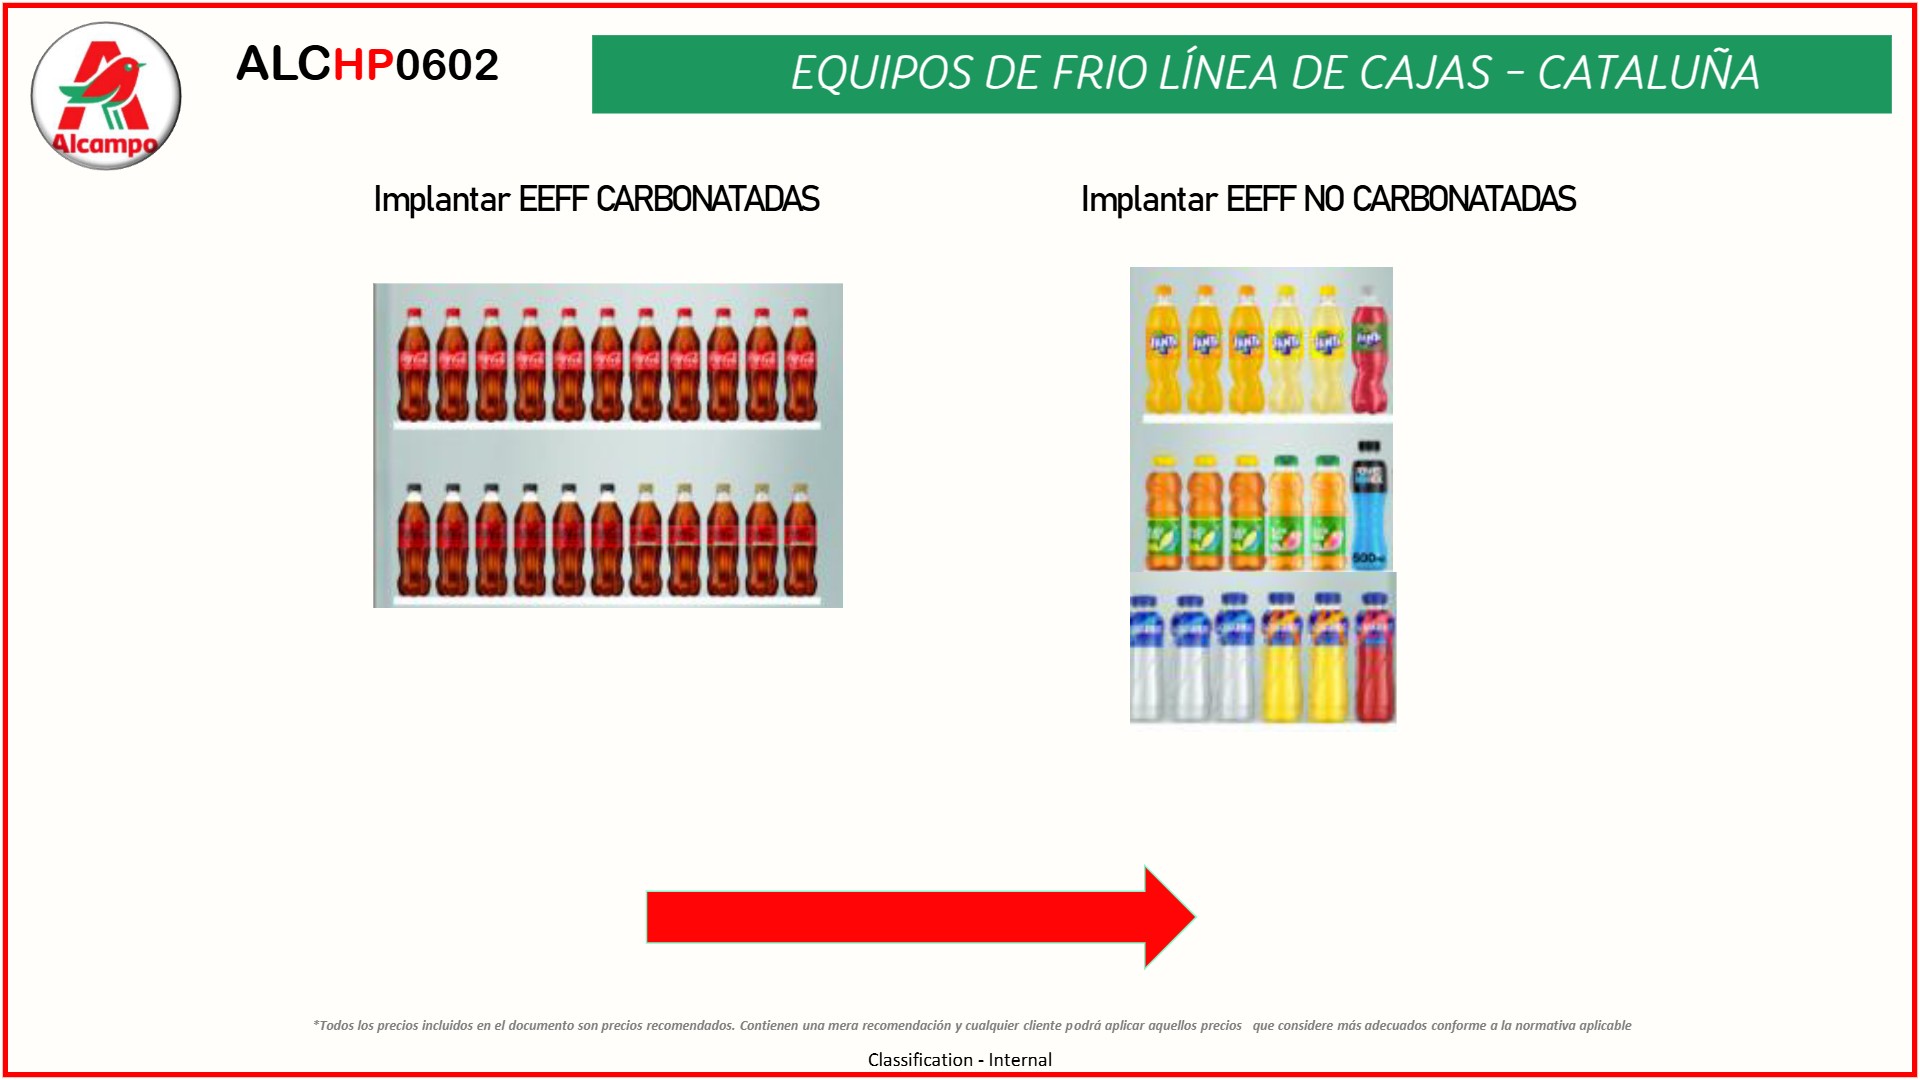 Alcampo
ALCHP0602
EQUIPOS DE FRIO LÍNEA DE CAJAS - CATALUÑA
Implantar EEFF CARBONATADAS
Implantar EEFF NO CARBONATADAS
*Todos los precios incluidos en el documento son precios recomendados. Contienen una mera recomendación y cualquier cliente podrá aplicar aquellos precios que considere más adecuados conforme a la normativa aplicable
Classification - Internal